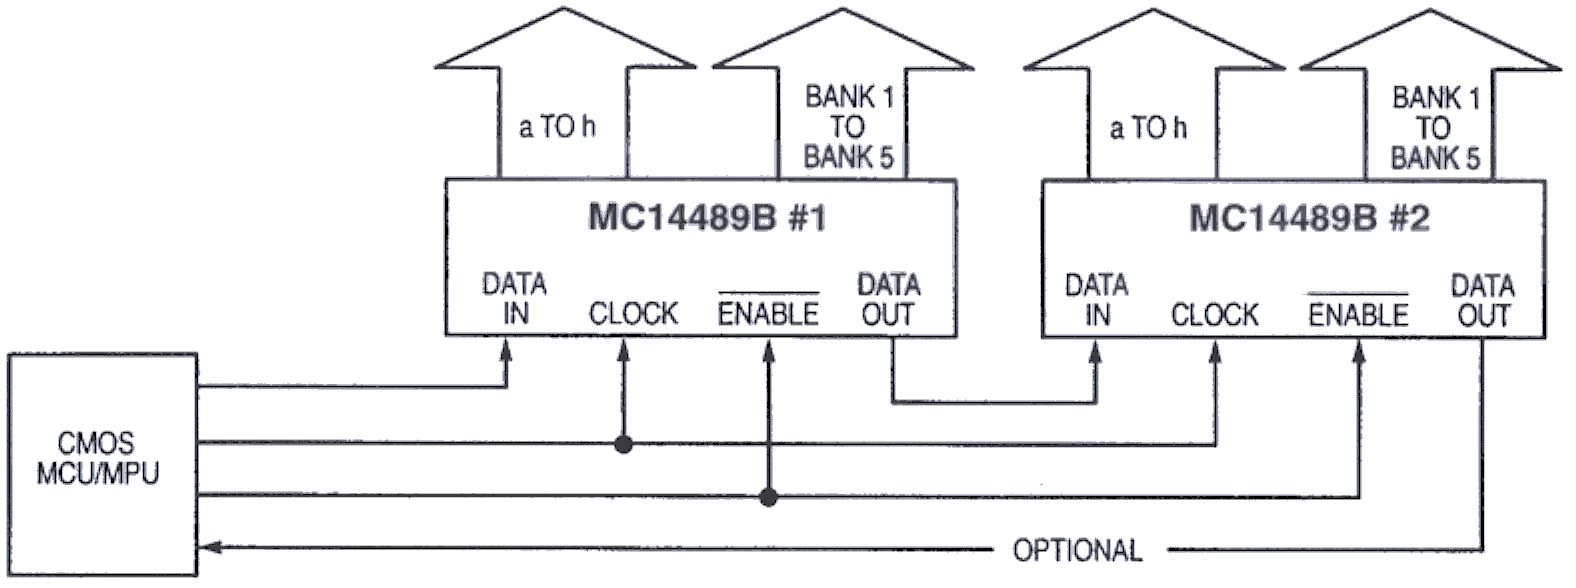 a TO h
BANK 1
TO
BANK 5
a TO h
BANK 1
TO
BANK 5
MC14489B #1
DATA
IN
CLOCK
ENABLE
DATA
OUT
MC14489B #2
DATA
IN
CLOCK
ENABLE
DATA
OUT
CMOS
MCU/MPU
OPTIONAL